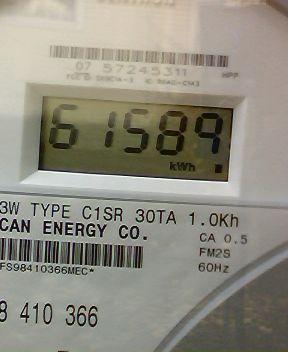 07 57245311 HPP
61589
kWh
3W TYPE C1SR 30TA 1.0Kh
CAN ENERGY CO. CA 0.5
FM2S
FS98410366MEC* 60Hz
8 410 366